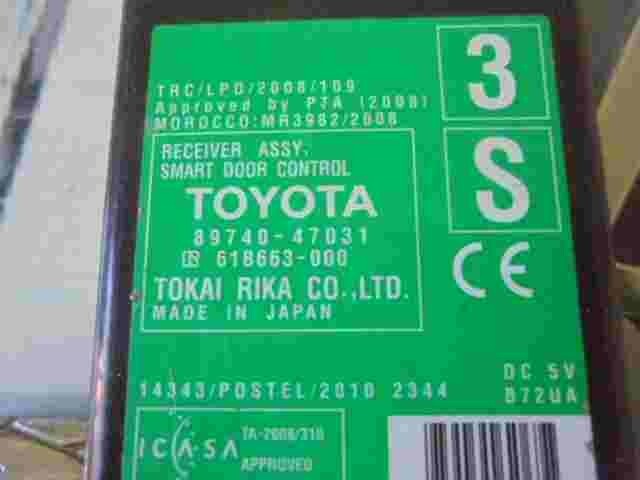 TRC/LPD/2008/109
Approved by PTA (2008)
MOROCCO:MR3982/2008
3
S
RECEIVER ASSY.
SMART DOOR CONTROL
TOYOTA
89740-47031
618663-000
TOKAI RIKA CO.,LTD.
MADE IN JAPAN
CE
DC 5V
B72UA
14343/POSTEL/2010 2344
ICASA
TA-2008/310
APPROVED